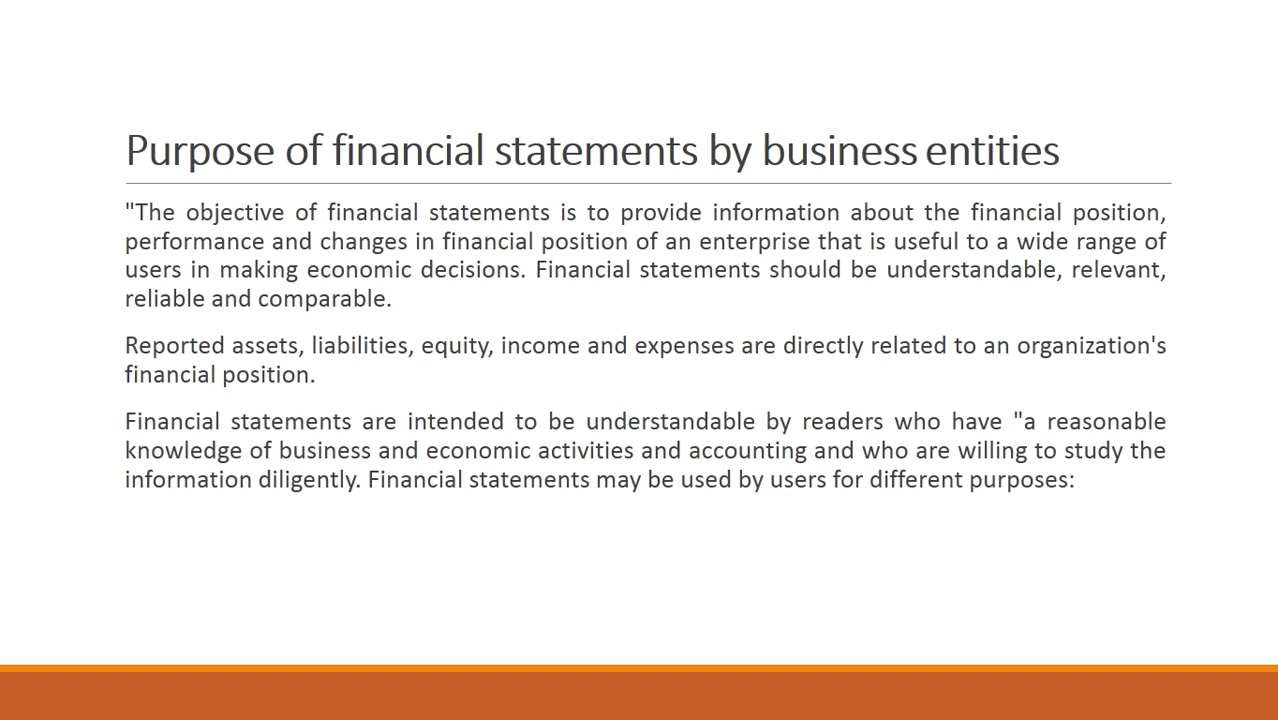 Purpose of financial statements by business entities
"The objective of financial statements is to provide information about the financial position,
performance and changes in financial position of an enterprise that is useful to a wide range of
users in making economic decisions. Financial statements should be understandable, relevant,
reliable and comparable.
Reported assets, liabilities, equity, income and expenses are directly related to an organization's
financial position.
Financial statements are intended to be understandable by readers who have "a reasonable
knowledge of business and economic activities and accounting and who are willing to study the
information diligently. Financial statements may be used by users for different purposes: